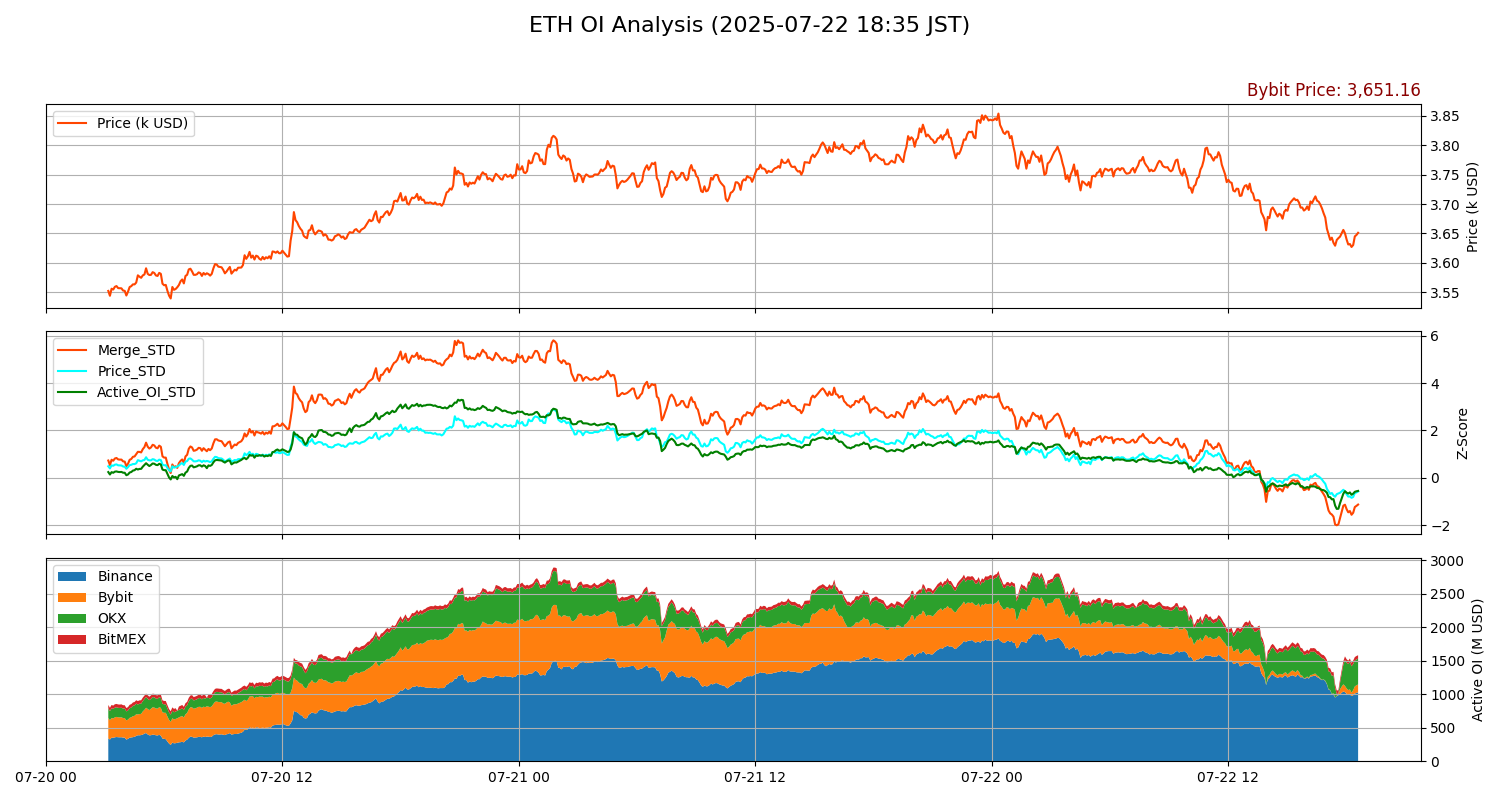 ETH OI Analysis (2025-07-22 18:35 JST)
Bybit Price: 3,651.16
Price (k USD)
3.85
3.80
3.75
3.70
3.65
3.60
3.55
Price (k USD)
Merge_STD
Price_STD
Active_OI_STD
6
4
2
0
−2
Z-Score
Binance
Bybit
OKX
BitMEX
3000
2500
2000
1500
1000
500
0
Active OI (M USD)
07-20 00
07-20 12
07-21 00
07-21 12
07-22 00
07-22 12